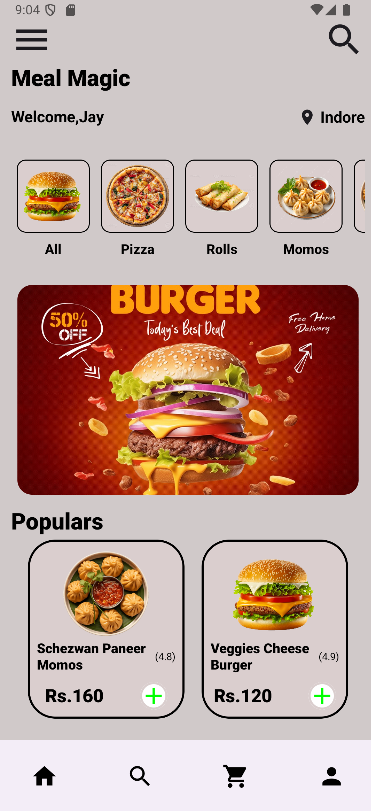 9:04
Meal Magic
Welcome,Jay
Indore
All
Pizza
Rolls
Momos
BURGER
50%
OFF
Today's Best Deal
Free Home
Delivery
Populars
Schezwan Paneer
Momos
(4.8)
Rs.160
Veggies Cheese
Burger
(4.9)
Rs.120